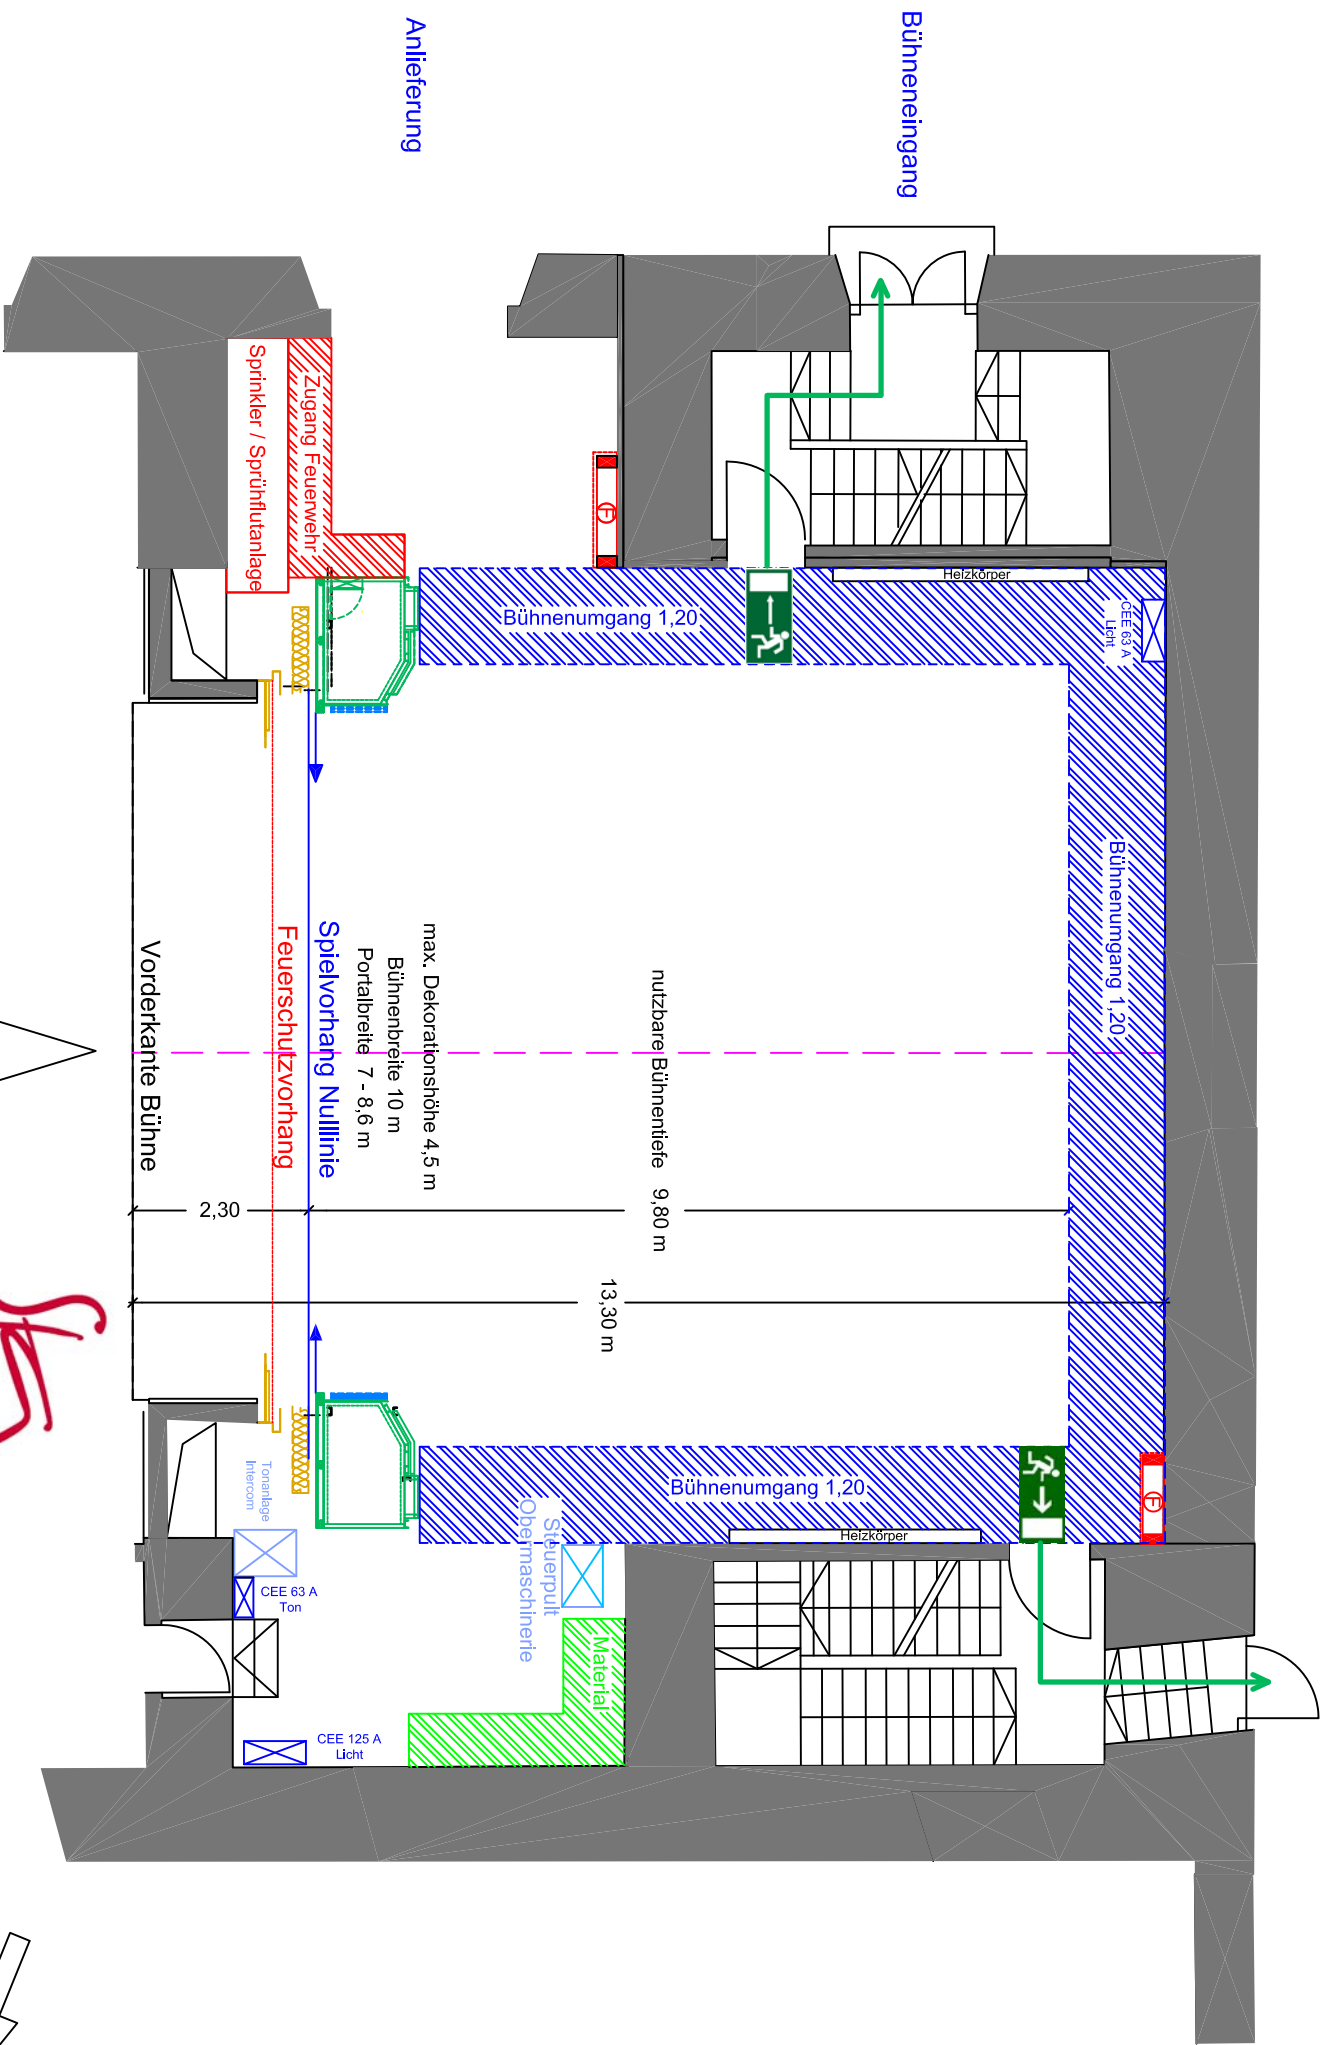 Bühneneingang
Anlieferung
Sprinkler / Sprühflutanlage
Zugang Feuerwehr
F
Heizkörper
CEE 63 A
Licht
Bühnenumgang 1,20
Bühnenumgang 1,20
nutzbare Bühnentiefe 9,80 m
max. Dekorationshöhe 4,5 m
Bühnenbreite 10 m
Portalbreite 7 - 8,6 m
Spielvorhang Nulllinie
Feuerschutzvorhang
Vorderkante Bühne
2,30
13,30 m
Bühnenumgang 1,20
F
Heizkörper
Tonanlage
Intercom
Steuerpult
Obermaschinerie
CEE 63 A
Ton
Material
CEE 125 A
Licht